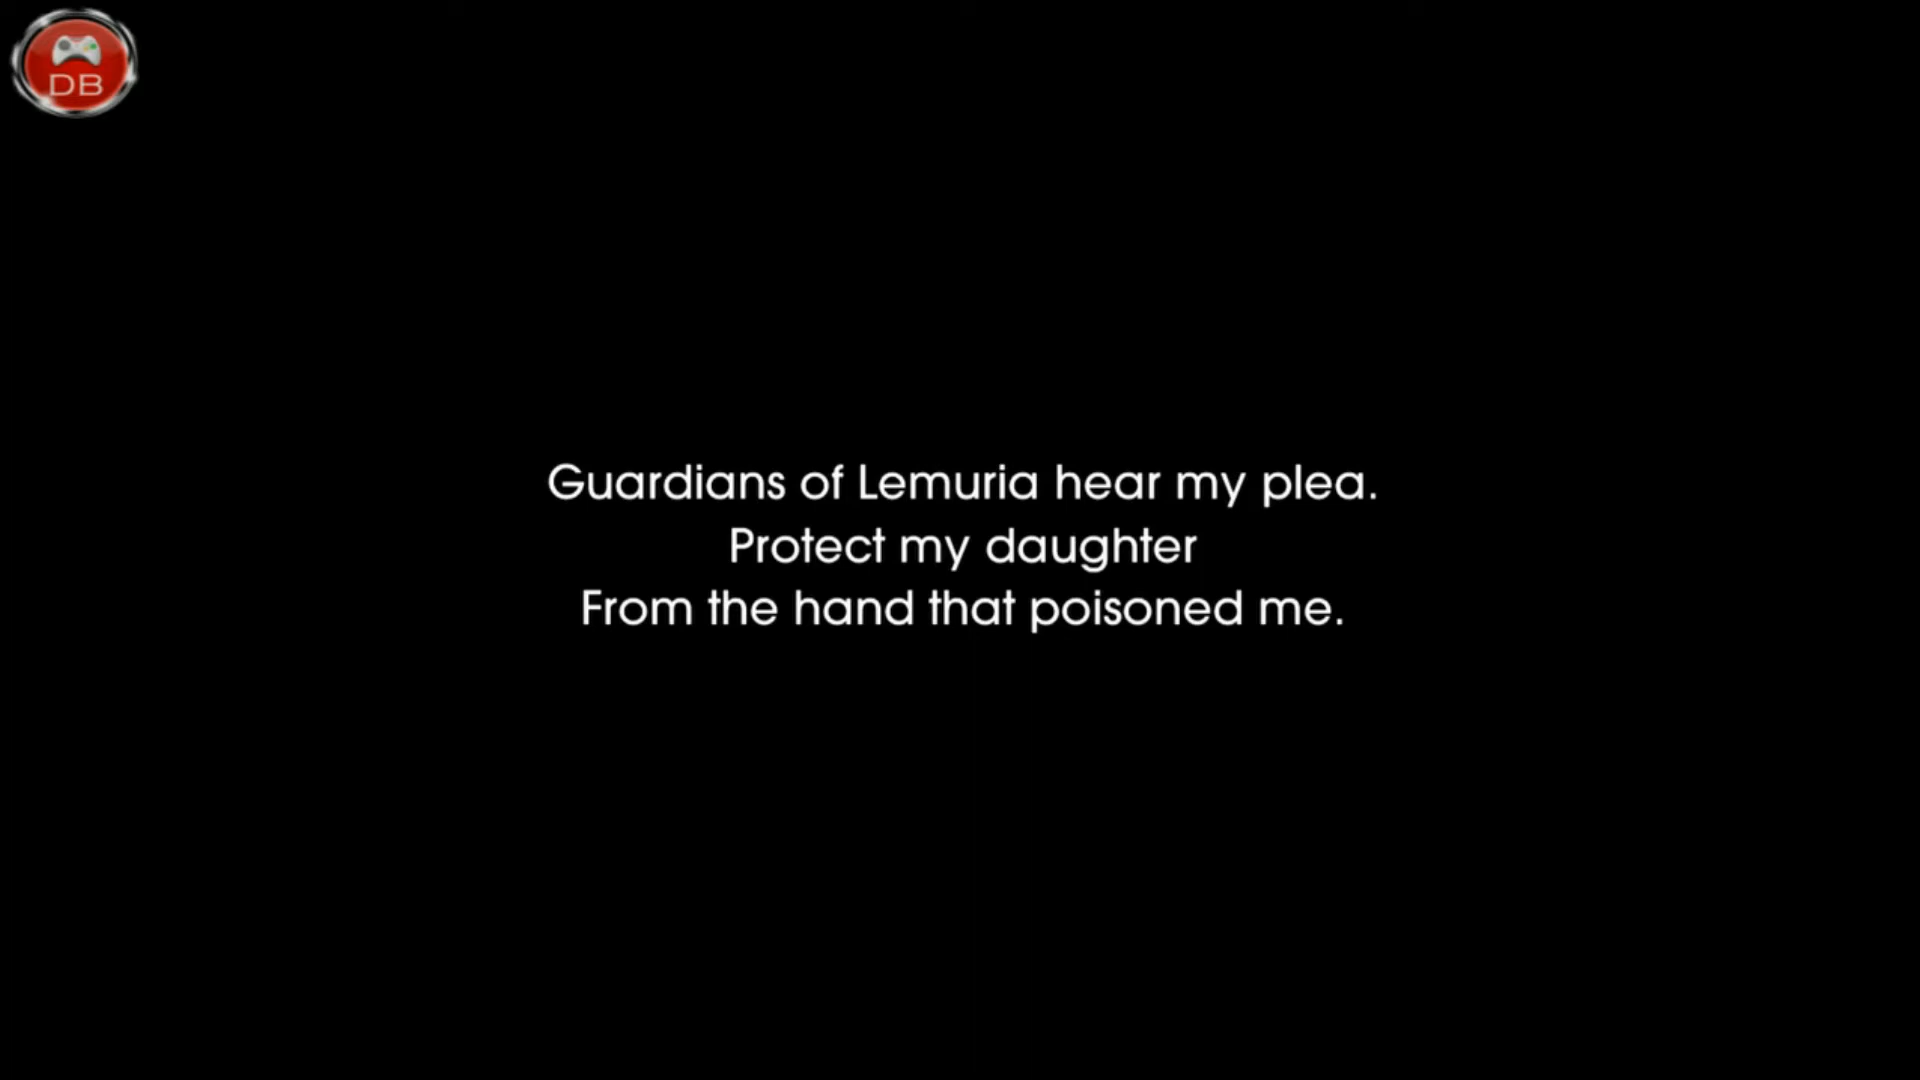 DB
Guardians of Lemuria hear my plea.
Protect my daughter
From the hand that poisoned me.